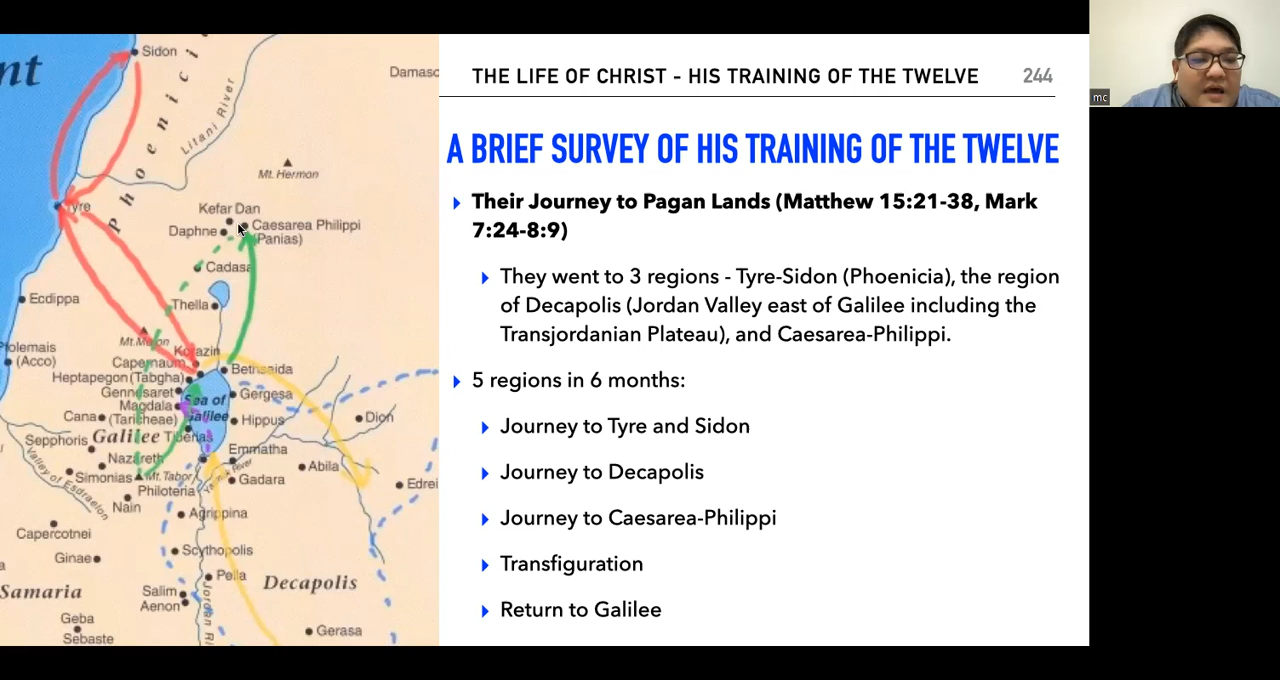 nt
Sidon
Phoenicia
Litani River
Damasc
Mt. Hermon
Tyre
Kefar Dan
Daphne
Caesarea Philippi
(Panias)
Cadasa
Ecdippa
Thella
Ptolemais
(Acco)
Korazin
Capernaum
Bethsaida
Heptapegon (Tabgha)
Gennesaret
Gergesa
Magdala
(Taricheae)
Sea of
Galilee
Cana
Hippus
Dion
Sepphoris
Galilee
Tiberias
Emmatha
Nazareth
Abila
Valley of Esdraelon
Simonias
Mt. Tabor
Gadara
Edrei
Philoteria
Nain
Agrippina
Capercotnei
Ginae
Scythopolis
Pella
Decapolis
Samaria
Salim
Aenon
Jordan Ri
Geba
Sebaste
Gerasa
THE LIFE OF CHRIST - HIS TRAINING OF THE TWELVE 244
A BRIEF SURVEY OF HIS TRAINING OF THE TWELVE
Their Journey to Pagan Lands (Matthew 15:21-38, Mark
7:24-8:9)
They went to 3 regions - Tyre-Sidon (Phoenicia), the region
of Decapolis (Jordan Valley east of Galilee including the
Transjordanian Plateau), and Caesarea-Philippi.
5 regions in 6 months:
Journey to Tyre and Sidon
Journey to Decapolis
Journey to Caesarea-Philippi
Transfiguration
Return to Galilee
mc